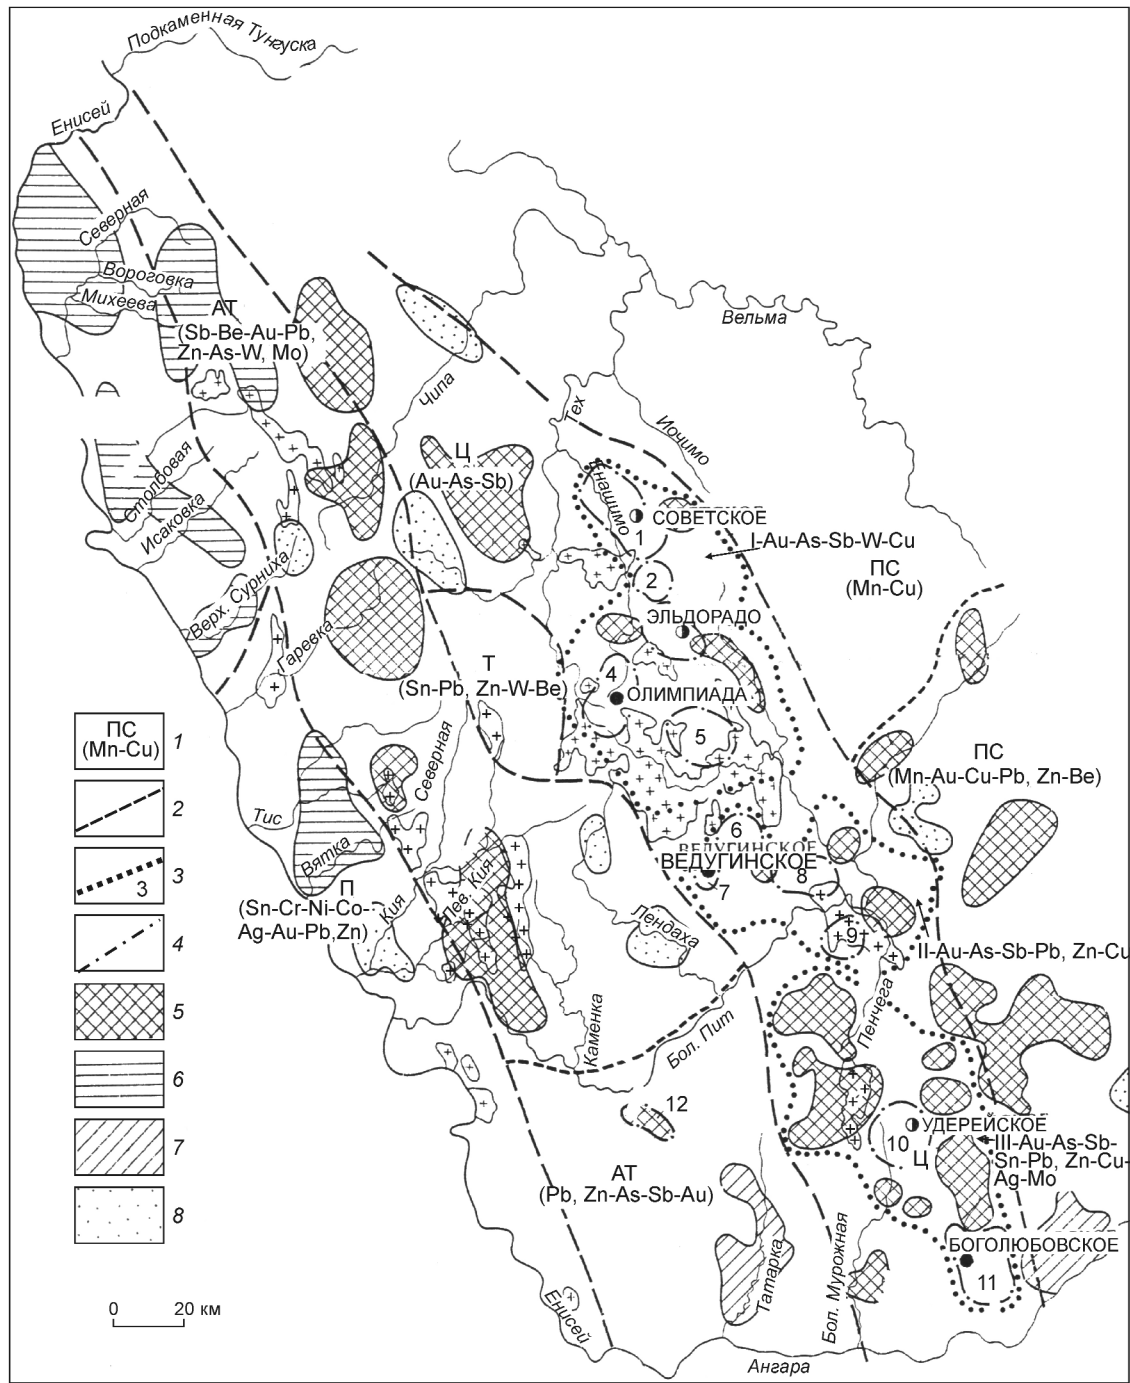 Подкаменная Тунгуска
Енисей
Северная
Вороговка
Михеева
АТ
(Sb-Be-Au-Pb,
Zn-As-W, Mo)
Вельма
Чипа
Тех
Иочимо
Столбовая
Исаковка
Ц
(Au-As-Sb)
Енашимо
1
СОВЕТСКОЕ
I-Au-As-Sb-W-Cu
ПС
(Mn-Cu)
2
Верх. Сурниха
Гаревка
ЭЛЬДОРАДО
Т
(Sn-Pb, Zn-W-Be)
4
ОЛИМПИАДА
5
ПС
(Mn-Cu)
1
2
3
3
4
5
6
7
8
0
20 км
Северная
ПС
(Mn-Au-Cu-Pb, Zn-Be)
Тис
Вятка
6
ВЕДУГИНСКОЕ
ВЕДУГИНСКОЕ
7
8
П
(Sn-Cr-Ni-Co-
Ag-Au-Pb,Zn)
Кия
Лев. Кия
Лендаха
9
II-Au-As-Sb-Pb, Zn-Cu
Каменка
Бол. Пит
Пенчега
12
10
УДЕРЕЙСКОЕ
Ц
III-Au-As-Sb-
Sn-Pb, Zn-Cu-
Ag-Mo
АТ
(Pb, Zn-As-Sb-Au)
Татарка
Бол. Мурожная
БОГОЛЮБОВСКОЕ
11
Енисей
Ангара